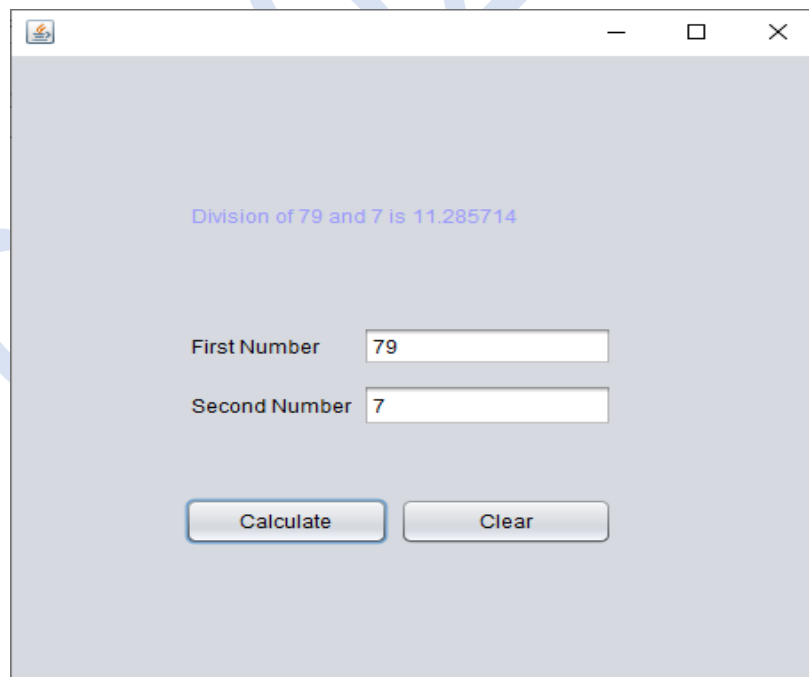 Division of 79 and 7 is 11.285714
First Number 79
Second Number 7
Calculate Clear